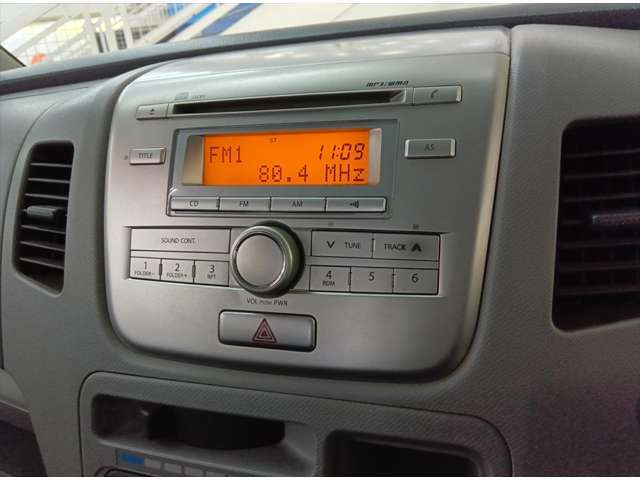 MP3/WMA
ST
TITLE
FM1 11:09
80.4 MHz
AS
CD FM AM
SOUND CONT.
TUNE TRACK
1 FOLDER-
2 FOLDER+
3 RPT
4 RDM
5
6
VOL PUSH PWR